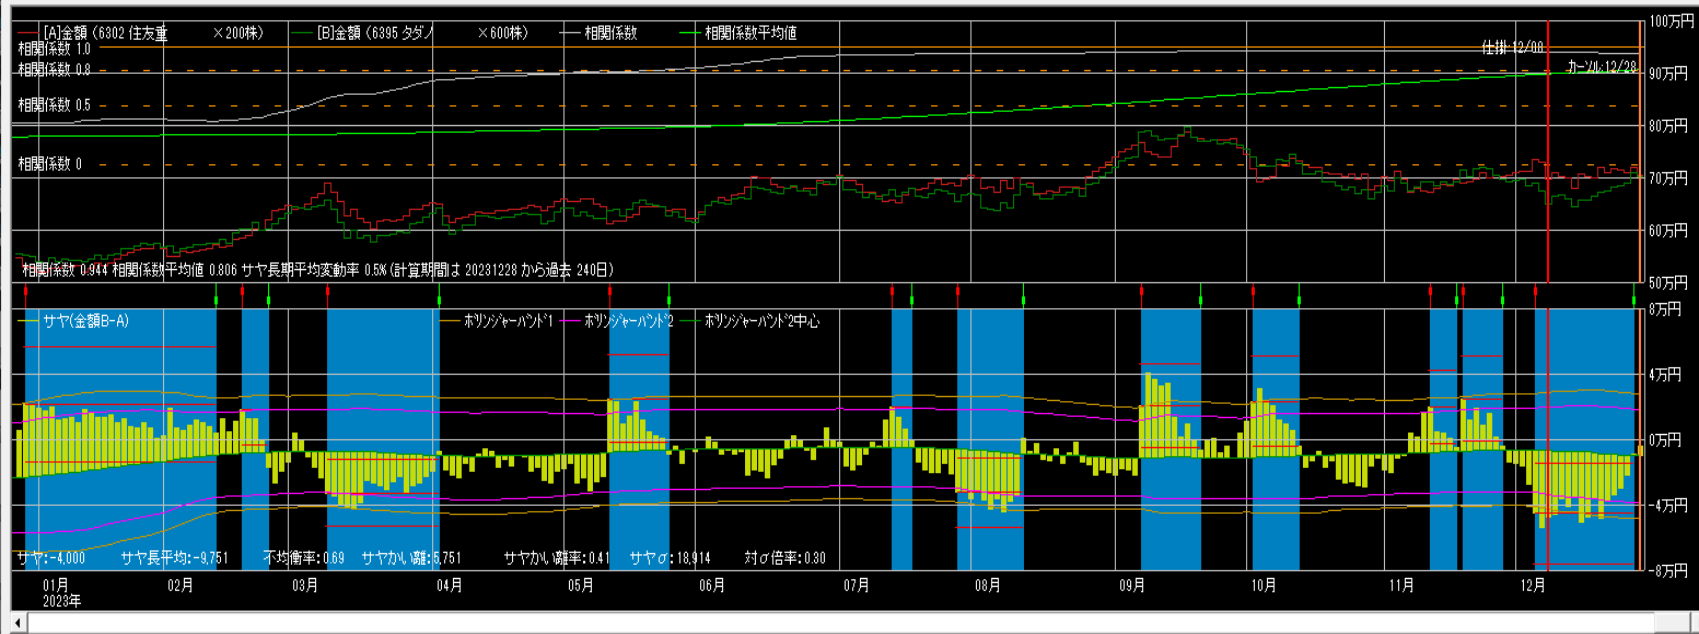 [A]金額 (6302 住友重 ×200株) [B]金額 (6395 タダノ ×600株) 相関係数 相関係数平均値
100万円
相関係数 1.0
仕掛:12/08
相関係数 0.8
カーソル:12/28
90万円
相関係数 0.5
80万円
相関係数 0
70万円
60万円
相関係数 0.944 相関係数平均値 0.806 サヤ長期平均変動率 0.5% (計算期間は 20231228 から過去 240日)
50万円
8万円
サヤ(金額B-A) ボリンジャーバンド1 ボリンジャーバンド2 ボリンジャーバンド2中心
4万円
0万円
-4万円
サヤ:-4,000 サヤ長平均:-9,751 不均衡率:0.69 サヤかい離:5,751 サヤかい離率:0.41 サヤσ:18,914 対σ倍率:0.30
-8万円
01月 02月 03月 04月 05月 06月 07月 08月 09月 10月 11月 12月
2023年